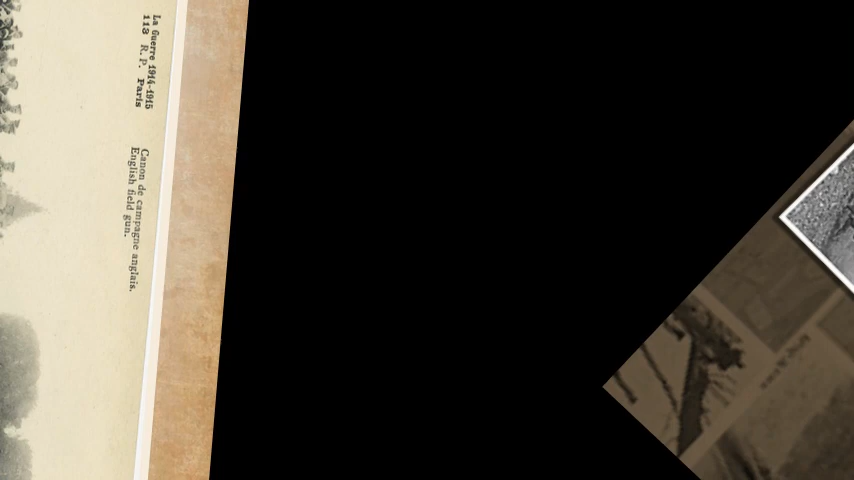 La Guerre 1914-1915
113 R. P. Paris
Canon de campagne anglais.
English field gun.